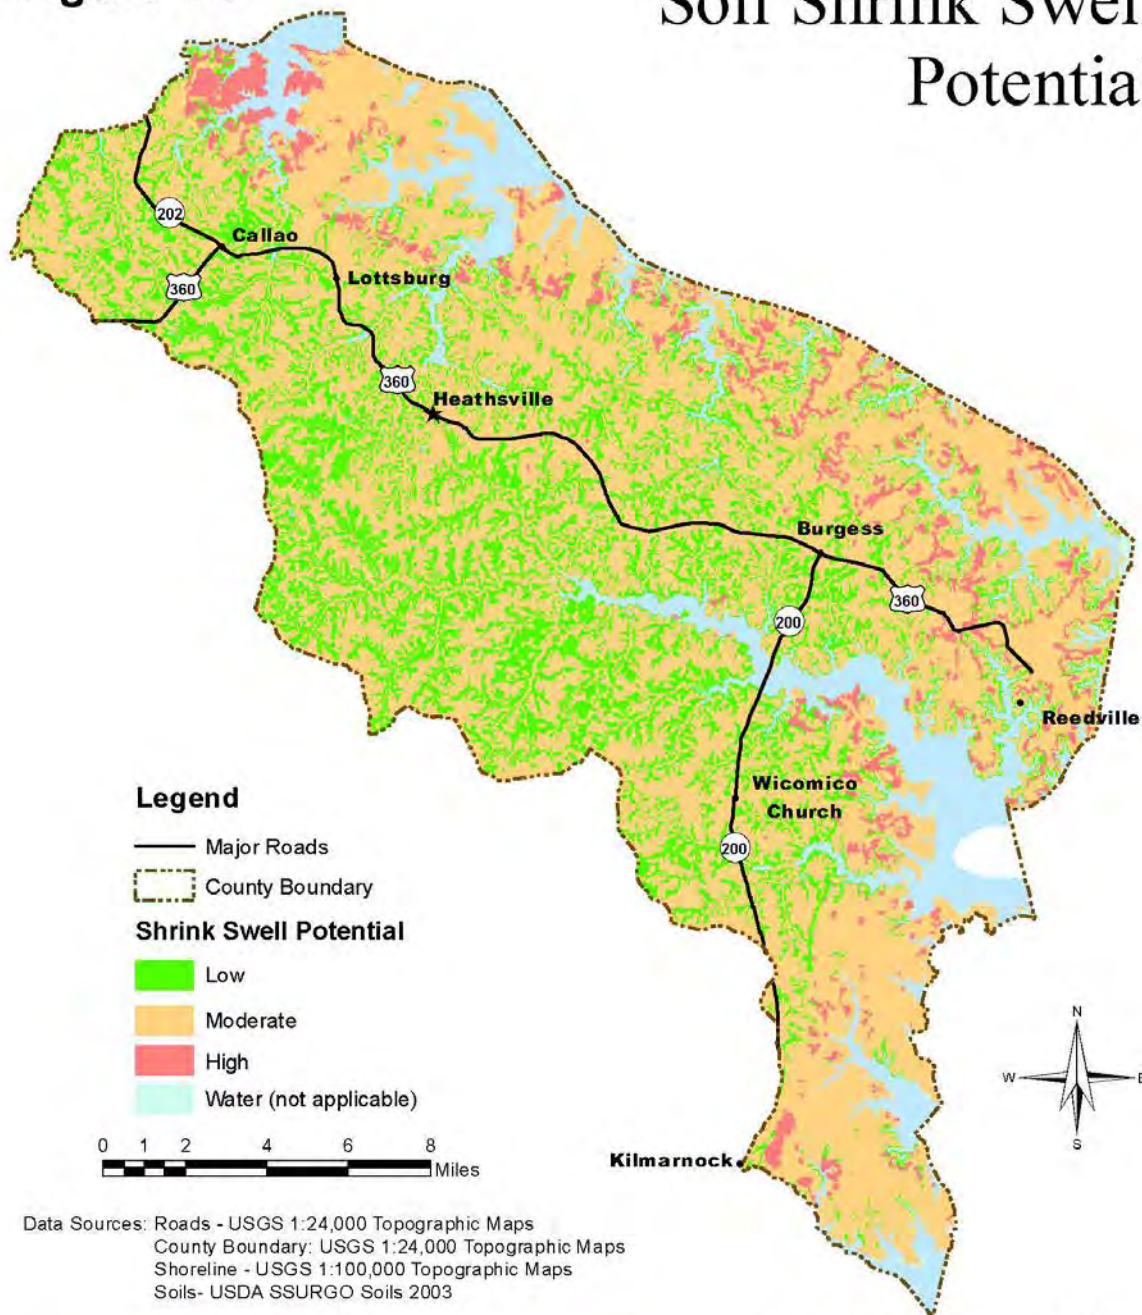 Soil Shrink Swell
Potential
202
Callao
360
Lottsburg
360
Heathsville
Burgess
360
200
Reedville
Wicomico
Church
200
Kilmarnock
Legend
Major Roads
County Boundary
Shrink Swell Potential
Low
Moderate
High
Water (not applicable)
0 1 2 4 6 8
Miles
N
W E
S
Data Sources: Roads - USGS 1:24,000 Topographic Maps
County Boundary: USGS 1:24,000 Topographic Maps
Shoreline - USGS 1:100,000 Topographic Maps
Soils- USDA SSURGO Soils 2003